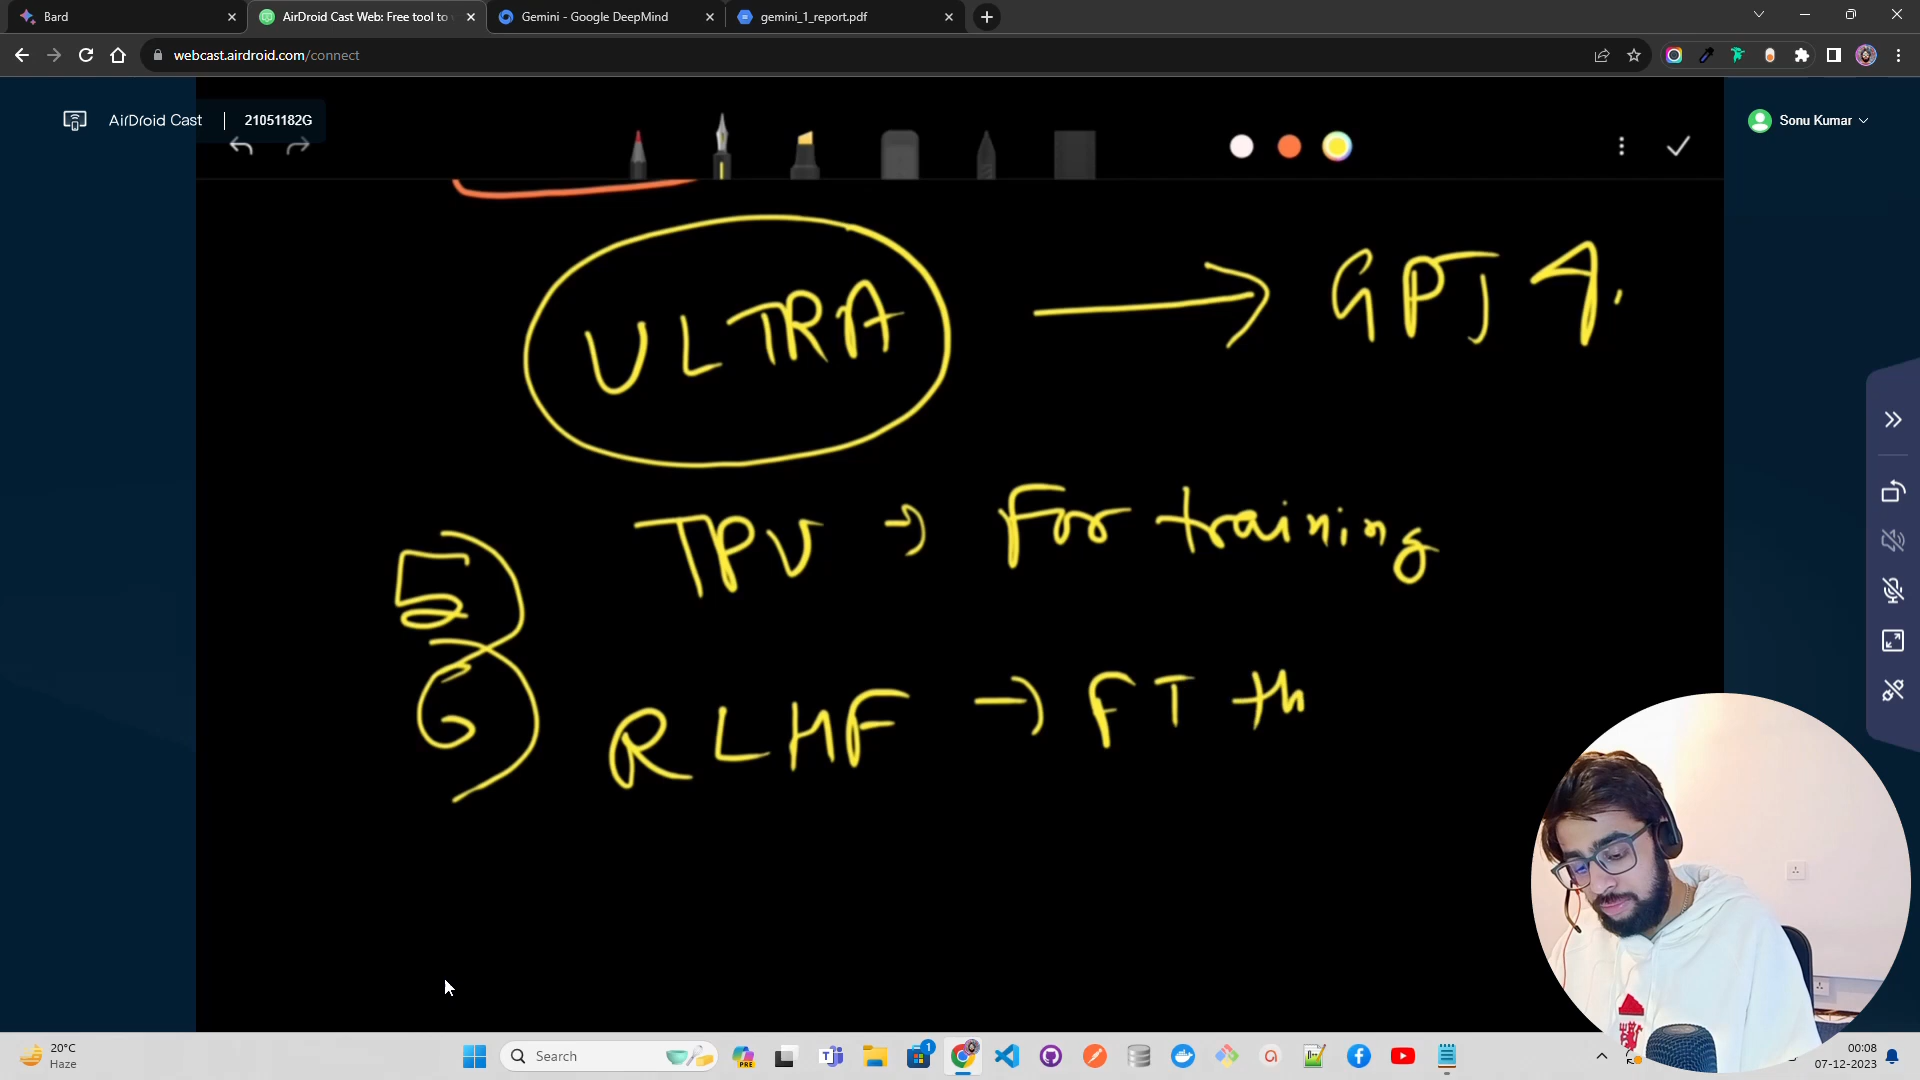 Bard
AirDroid Cast Web: Free tool to
Gemini - Google DeepMind
gemini_1_report.pdf
webcast.airdroid.com/connect
AirDroid Cast | 21051182G
Sonu Kumar
ULTRA → GPT 4.
5 TPU → For training
6 RLHF → FT th
20°C
Haze
Search
PRE
1
00:08
07-12-2023